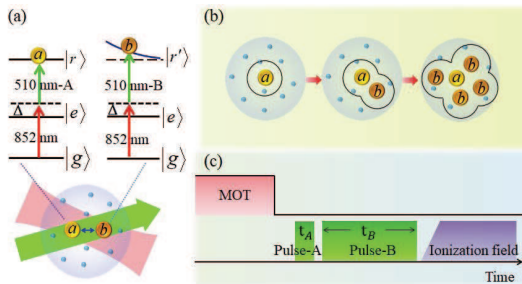 (a)
a
b
|r⟩
|r'⟩
510 nm-A
510 nm-B
Δ
|e⟩
Δ
|e⟩
852 nm
852 nm
|g⟩
|g⟩
a
b
(b)
a
a
b
b
b
a
b
b
(c)
MOT
t_A
t_B
Pulse-A
Pulse-B
Ionization field
Time